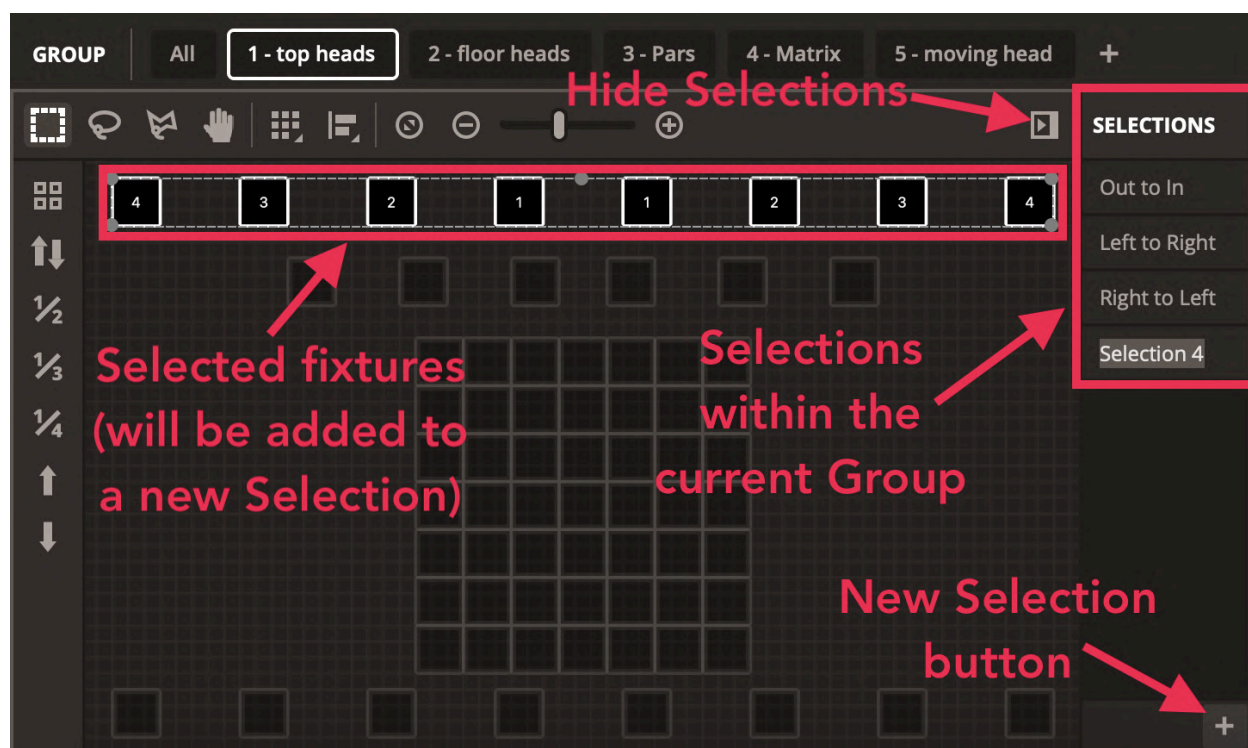 GROUP All 1 - top heads 2 - floor heads 3 - Pars 4 - Matrix 5 - moving head +
Hide Selections
SELECTIONS
4 3 2 1 1 2 3 4
Out to In
Left to Right
Right to Left
Selection 4
1/2
1/3
1/4
Selected fixtures
(will be added to
a new Selection)
Selections
within the
current Group
New Selection
button
+